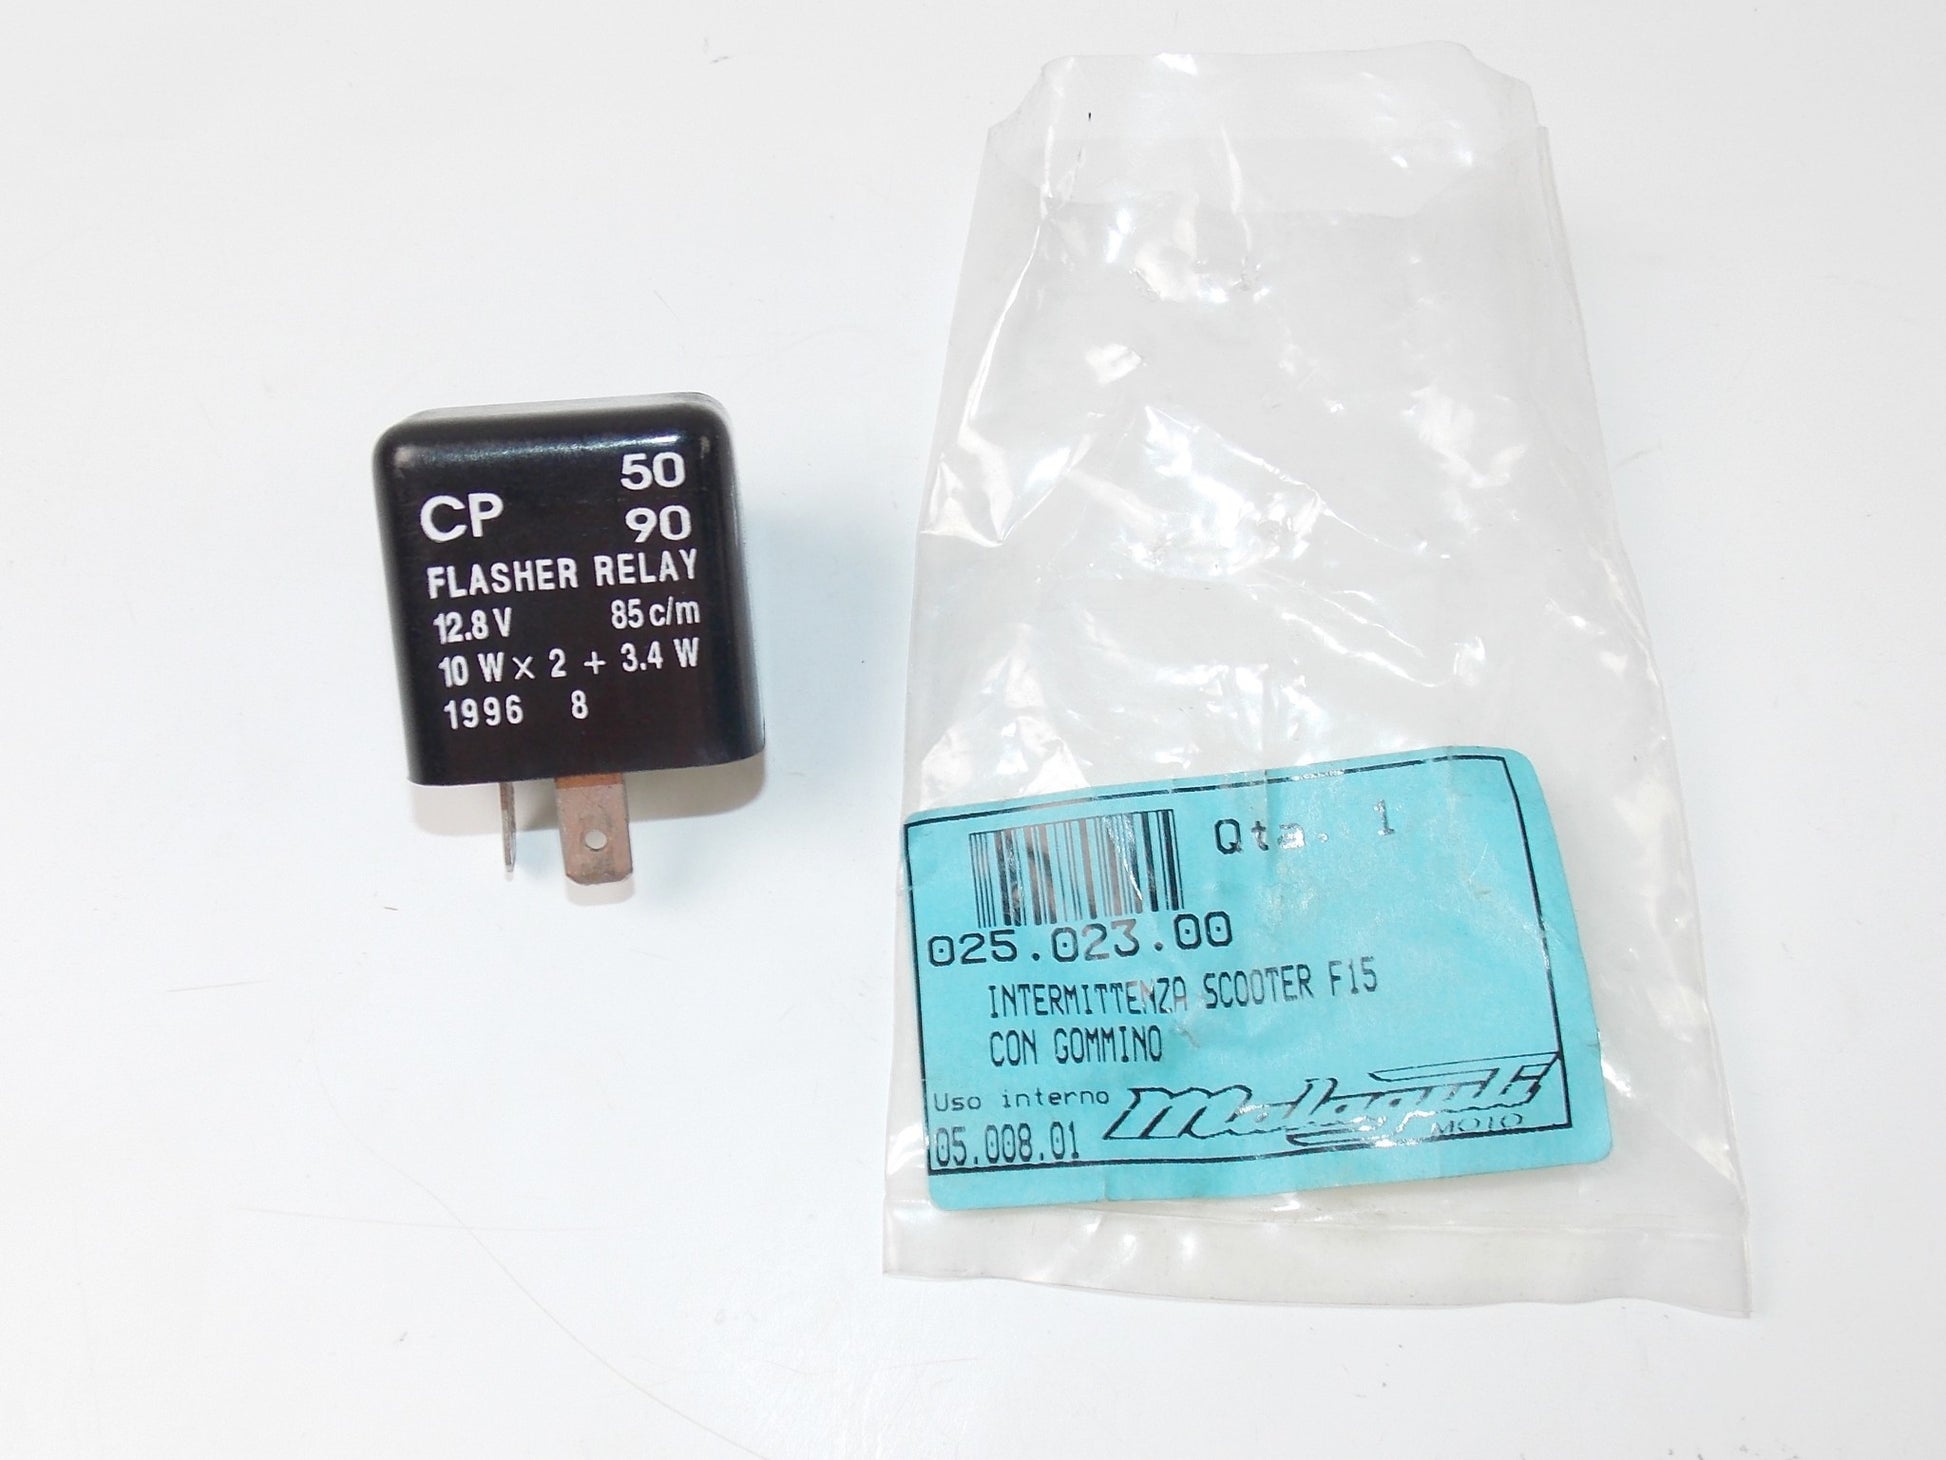 50
CP 90
FLASHER RELAY
12.8 V 85 c/m
10 W x 2 + 3.4 W
1996 8
Qta. 1
025.023.00
INTERMITTENZA SCOOTER F15
CON GOMMINO
Uso interno
05.008.01
Malaguti
MOTO